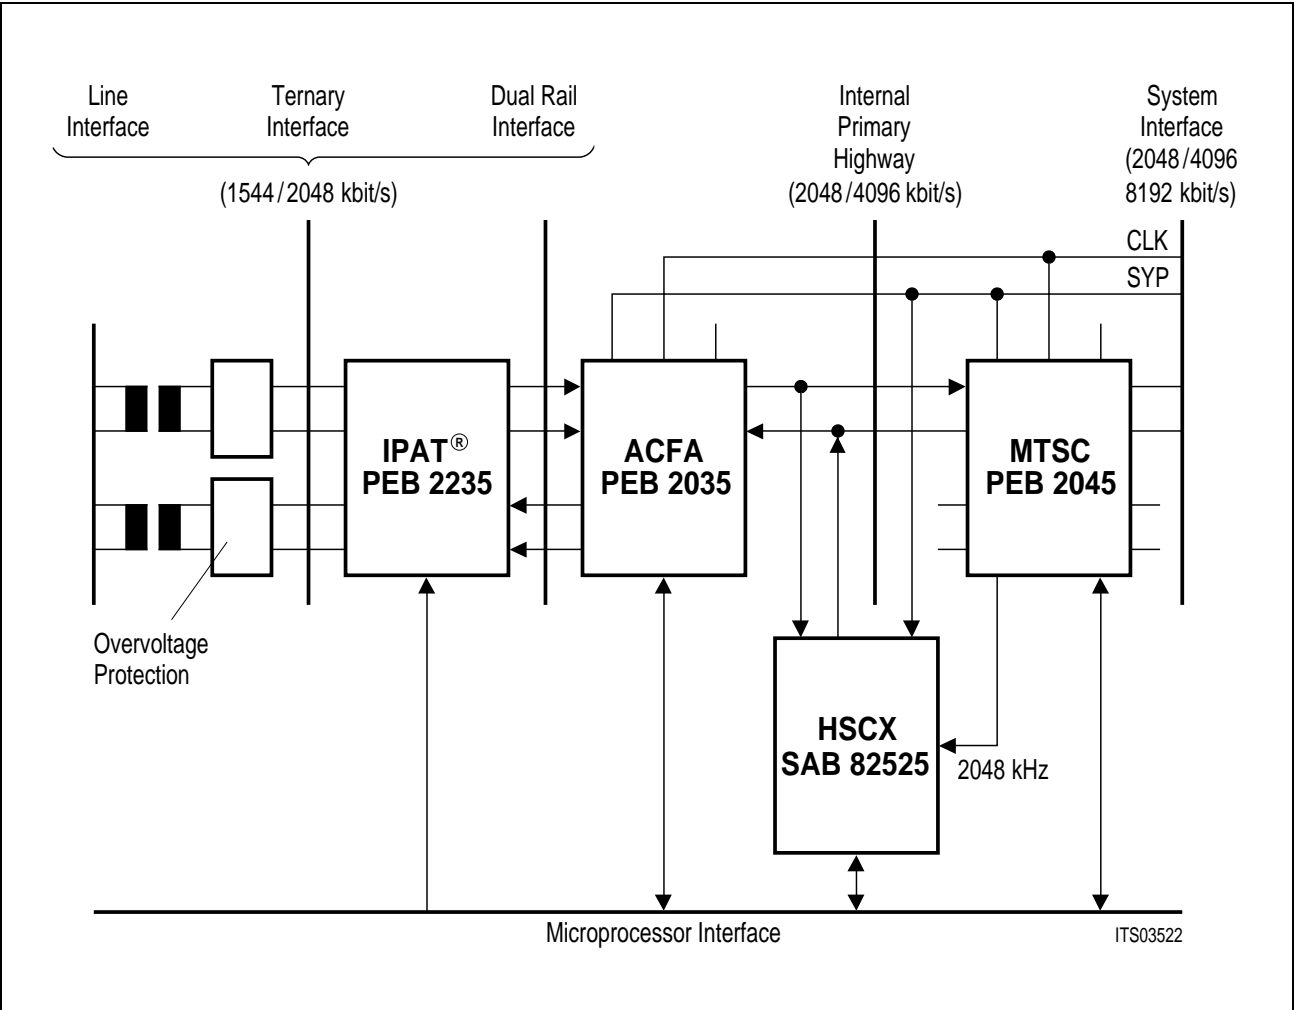 Line
Interface
Ternary
Interface
Dual Rail
Interface
(1544/2048 kbit/s)
Internal
Primary
Highway
(2048/4096 kbit/s)
System
Interface
(2048/4096
8192 kbit/s)
CLK
SYP
IPAT®
PEB 2235
ACFA
PEB 2035
MTSC
PEB 2045
Overvoltage
Protection
HSCX
SAB 82525
2048 kHz
Microprocessor Interface
ITS03522